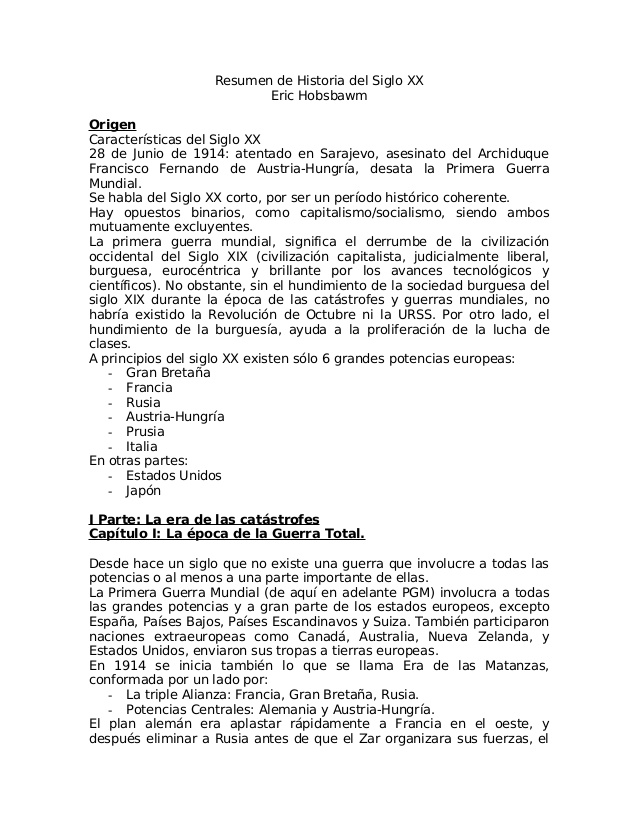 Resumen de Historia del Siglo XX
Eric Hobsbawm
Origen
Características del Siglo XX
28 de Junio de 1914: atentado en Sarajevo, asesinato del Archiduque
Francisco Fernando de Austria-Hungría, desata la Primera Guerra
Mundial.
Se habla del Siglo XX corto, por ser un período histórico coherente.
Hay opuestos binarios, como capitalismo/socialismo, siendo ambos
mutuamente excluyentes.
La primera guerra mundial, significa el derrumbe de la civilización
occidental del Siglo XIX (civilización capitalista, judicialmente liberal,
burguesa, eurocéntrica y brillante por los avances tecnológicos y
científicos). No obstante, sin el hundimiento de la sociedad burguesa del
siglo XIX durante la época de las catástrofes y guerras mundiales, no
habría existido la Revolución de Octubre ni la URSS. Por otro lado, el
hundimiento de la burguesía, ayuda a la proliferación de la lucha de
clases.
A principios del siglo XX existen sólo 6 grandes potencias europeas:
- Gran Bretaña
- Francia
- Rusia
- Austria-Hungría
- Prusia
- Italia
En otras partes:
- Estados Unidos
- Japón
I Parte: La era de las catástrofes
Capítulo I: La época de la Guerra Total.
Desde hace un siglo que no existe una guerra que involucre a todas las
potencias o al menos a una parte importante de ellas.
La Primera Guerra Mundial (de aquí en adelante PGM) involucra a todas
las grandes potencias y a gran parte de los estados europeos, excepto
España, Países Bajos, Países Escandinavos y Suiza. También participaron
naciones extraeuropeas como Canadá, Australia, Nueva Zelanda, y
Estados Unidos, enviaron sus tropas a tierras europeas.
En 1914 se inicia también lo que se llama Era de las Matanzas,
conformada por un lado por:
- La triple Alianza: Francia, Gran Bretaña, Rusia.
- Potencias Centrales: Alemania y Austria-Hungría.
El plan alemán era aplastar rápidamente a Francia en el oeste, y
después eliminar a Rusia antes de que el Zar organizara sus fuerzas, el